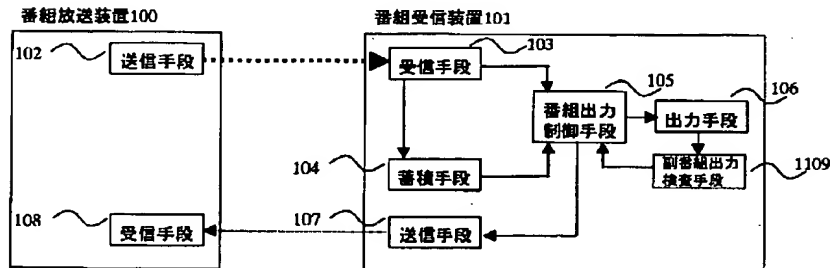 番組放送装置100
番組受信装置101
102
送信手段
103
受信手段
105
番組出力
制御手段
106
出力手段
104
蓄積手段
副番組出力
検査手段
1109
108
受信手段
107
送信手段